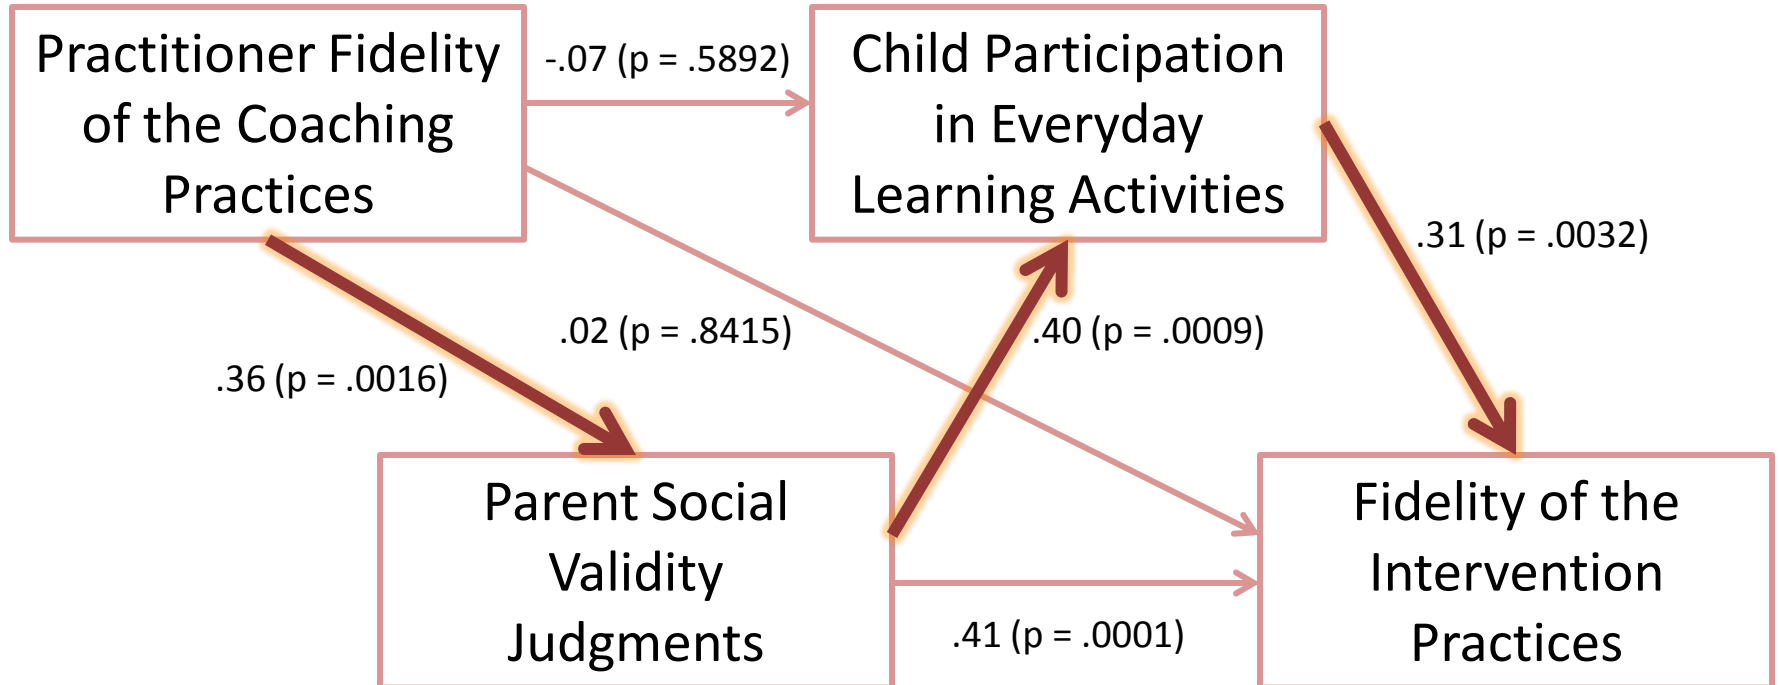 Practitioner Fidelity
of the Coaching
Practices
-.07 (p = .5892)
Child Participation
in Everyday
Learning Activities
.31 (p = .0032)
.02 (p = .8415)
.40 (p = .0009)
.36 (p = .0016)
Parent Social
Validity
Judgments
.41 (p = .0001)
Fidelity of the
Intervention
Practices